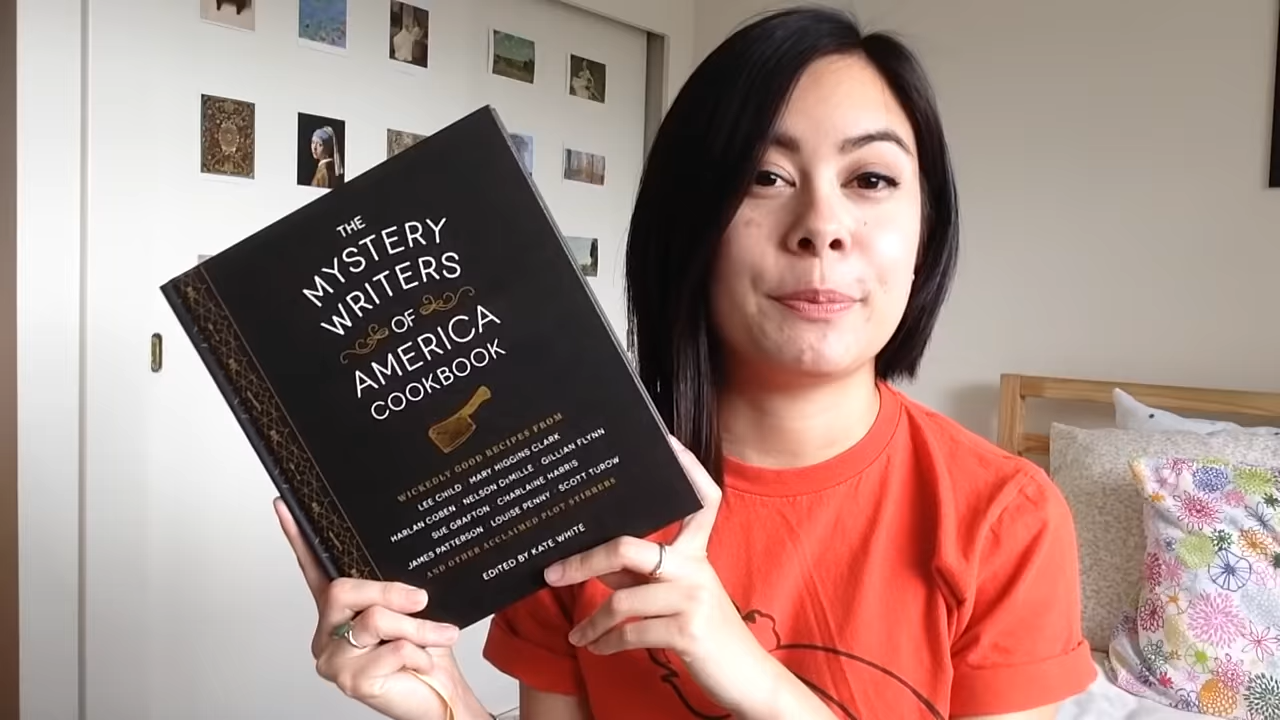 THE
MYSTERY
WRITERS
OF
AMERICA
COOKBOOK
WICKEDLY GOOD RECIPES FROM
LEE CHILD · MARY HIGGINS CLARK
HARLAN COBEN · NELSON DeMILLE · GILLIAN FLYNN
SUE GRAFTON · CHARLAINE HARRIS
JAMES PATTERSON · LOUISE PENNY · SCOTT TUROW
AND OTHER ACCLAIMED PLOT STIRRERS
EDITED BY KATE WHITE